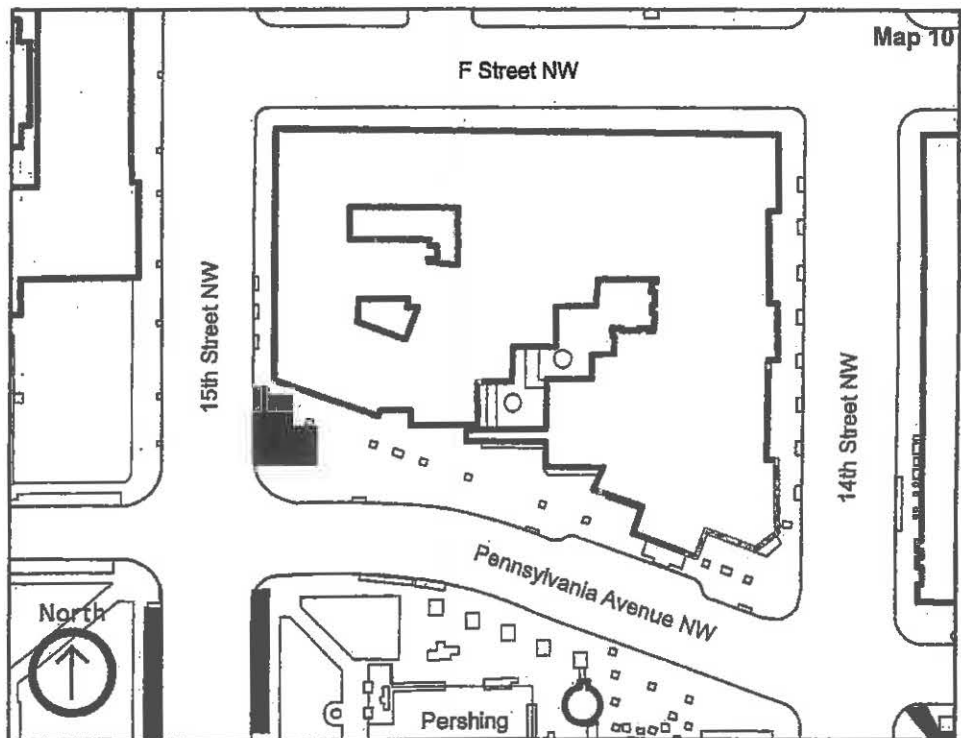 Map 10
F Street NW
15th Street NW
14th Street NW
Pennsylvania Avenue NW
North
Pershing